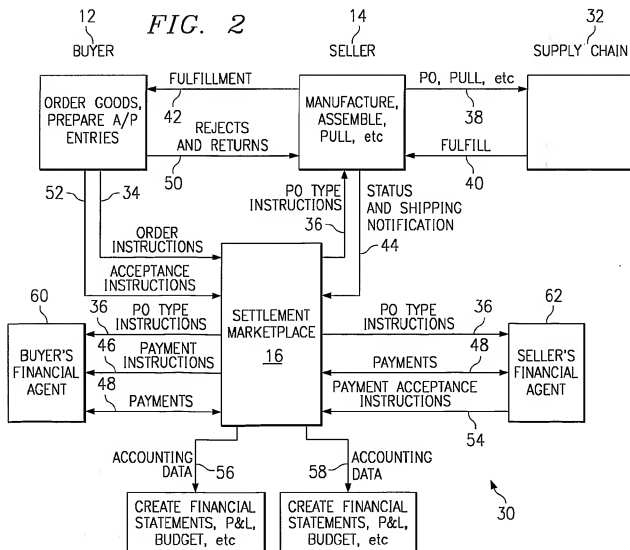 FIG. 2
12
BUYER
14
SELLER
32
SUPPLY CHAIN
ORDER GOODS,
PREPARE A/P
ENTRIES
FULFILLMENT
42
REJECTS
AND RETURNS
50
MANUFACTURE,
ASSEMBLE,
PULL, etc
PO, PULL, etc
38
FULFILL
40
52
34
PO TYPE
INSTRUCTIONS
36
STATUS
AND SHIPPING
NOTIFICATION
44
ORDER
INSTRUCTIONS
ACCEPTANCE
INSTRUCTIONS
SETTLEMENT
MARKETPLACE
16
60
BUYER'S
FINANCIAL
AGENT
36
PO TYPE
INSTRUCTIONS
46
PAYMENT
INSTRUCTIONS
48
PAYMENTS
PO TYPE
INSTRUCTIONS
36
PAYMENTS
48
PAYMENT ACCEPTANCE
INSTRUCTIONS
54
62
SELLER'S
FINANCIAL
AGENT
ACCOUNTING
DATA
56
58
ACCOUNTING
DATA
CREATE FINANCIAL
STATEMENTS, P&L,
BUDGET, etc
CREATE FINANCIAL
STATEMENTS, P&L,
BUDGET, etc
30